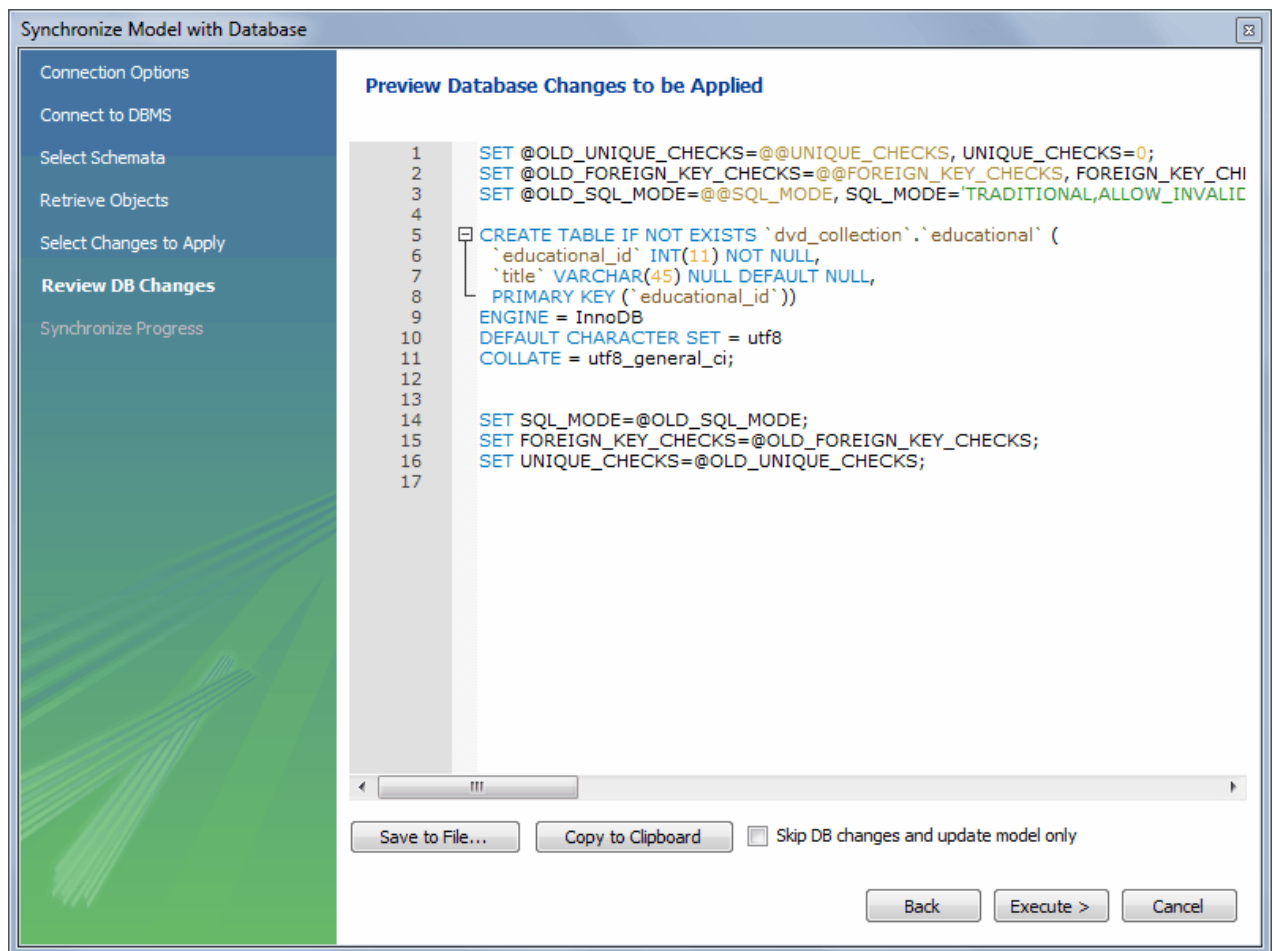 Synchronize Model with Database
Connection Options
Connect to DBMS
Select Schemata
Retrieve Objects
Select Changes to Apply
Review DB Changes
Synchronize Progress
Preview Database Changes to be Applied
1 SET @OLD_UNIQUE_CHECKS=@@UNIQUE_CHECKS, UNIQUE_CHECKS=0;
2 SET @OLD_FOREIGN_KEY_CHECKS=@@FOREIGN_KEY_CHECKS, FOREIGN_KEY_CHE
3 SET @OLD_SQL_MODE=@@SQL_MODE, SQL_MODE='TRADITIONAL,ALLOW_INVALID
4
5 CREATE TABLE IF NOT EXISTS `dvd_collection`.`educational` (
6 `educational_id` INT(11) NOT NULL,
7 `title` VARCHAR(45) NULL DEFAULT NULL,
8 PRIMARY KEY (`educational_id`))
9 ENGINE = InnoDB
10 DEFAULT CHARACTER SET = utf8
11 COLLATE = utf8_general_ci;
12
13
14 SET SQL_MODE=@OLD_SQL_MODE;
15 SET FOREIGN_KEY_CHECKS=@OLD_FOREIGN_KEY_CHECKS;
16 SET UNIQUE_CHECKS=@OLD_UNIQUE_CHECKS;
17
Save to File...
Copy to Clipboard
Skip DB changes and update model only
Back
Execute >
Cancel